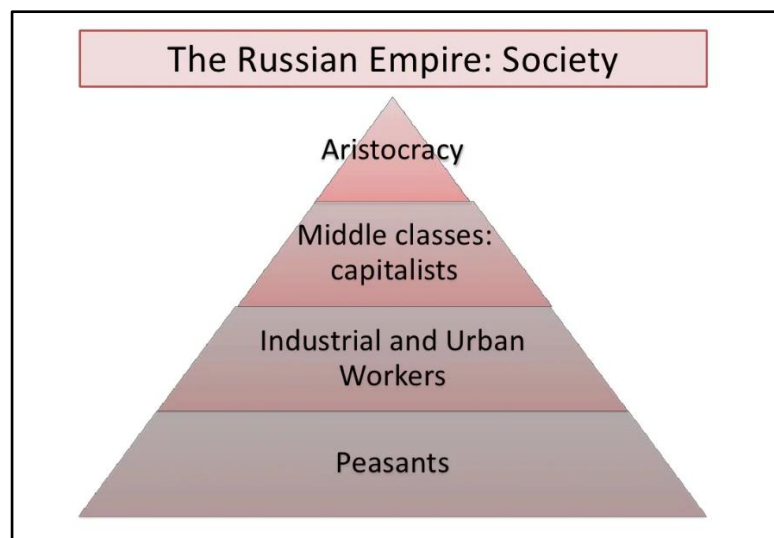 The Russian Empire: Society
Aristocracy
Middle classes:
capitalists
Industrial and Urban
Workers
Peasants